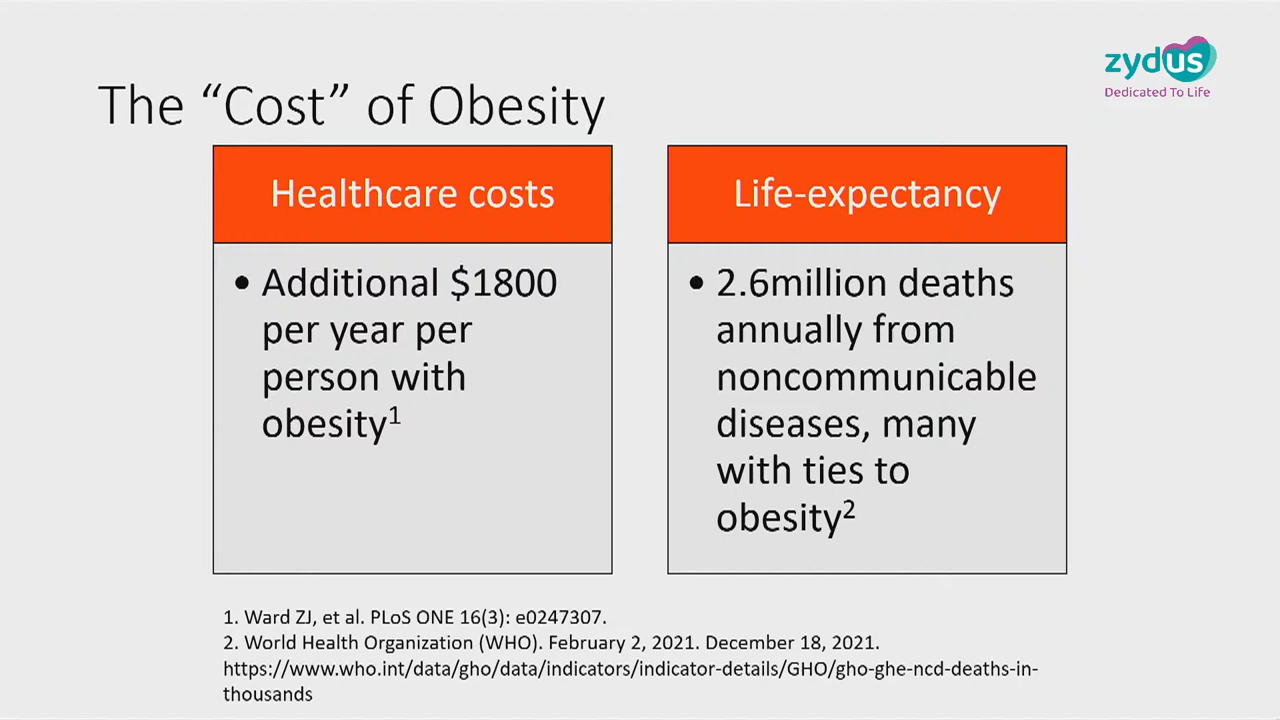 zydus
Dedicated To Life
The “Cost” of Obesity
Healthcare costs
• Additional $1800
per year per
person with
obesity1
Life-expectancy
• 2.6million deaths
annually from
noncommunicable
diseases, many
with ties to
obesity2
1. Ward ZJ, et al. PLoS ONE 16(3): e0247307.
2. World Health Organization (WHO). February 2, 2021. December 18, 2021.
https://www.who.int/data/gho/data/indicators/indicator-details/GHO/gho-ghe-ncd-deaths-in-
thousands